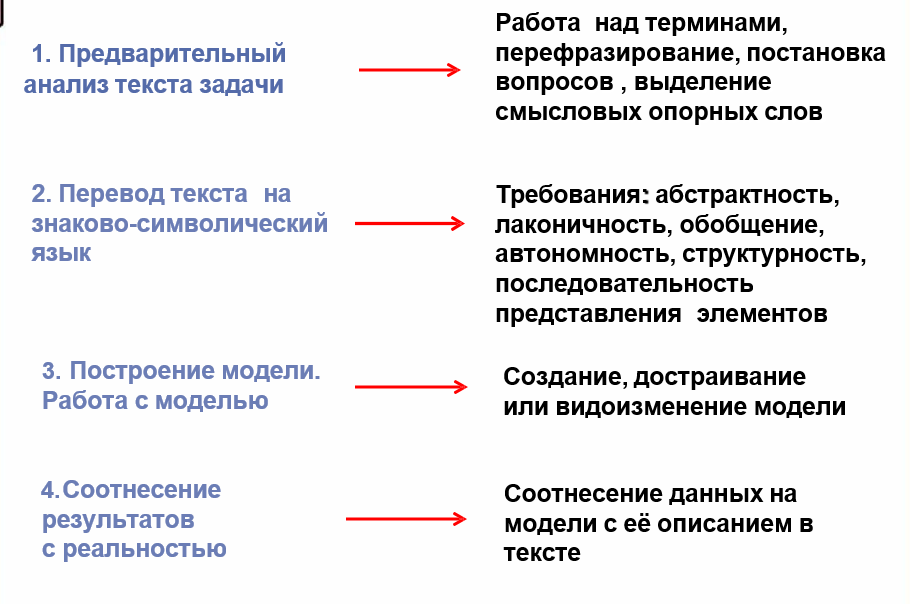 1. Предварительный
анализ текста задачи
Работа над терминами,
перефразирование, постановка
вопросов , выделение
смысловых опорных слов
2. Перевод текста на
знаково-символический
язык
Требования: абстрактность,
лаконичность, обобщение,
автономность, структурность,
последовательность
представления элементов
3. Построение модели.
Работа с моделью
Создание, достраивание
или видоизменение модели
4.Соотнесение
результатов
с реальностью
Соотнесение данных на
модели с её описанием в
тексте